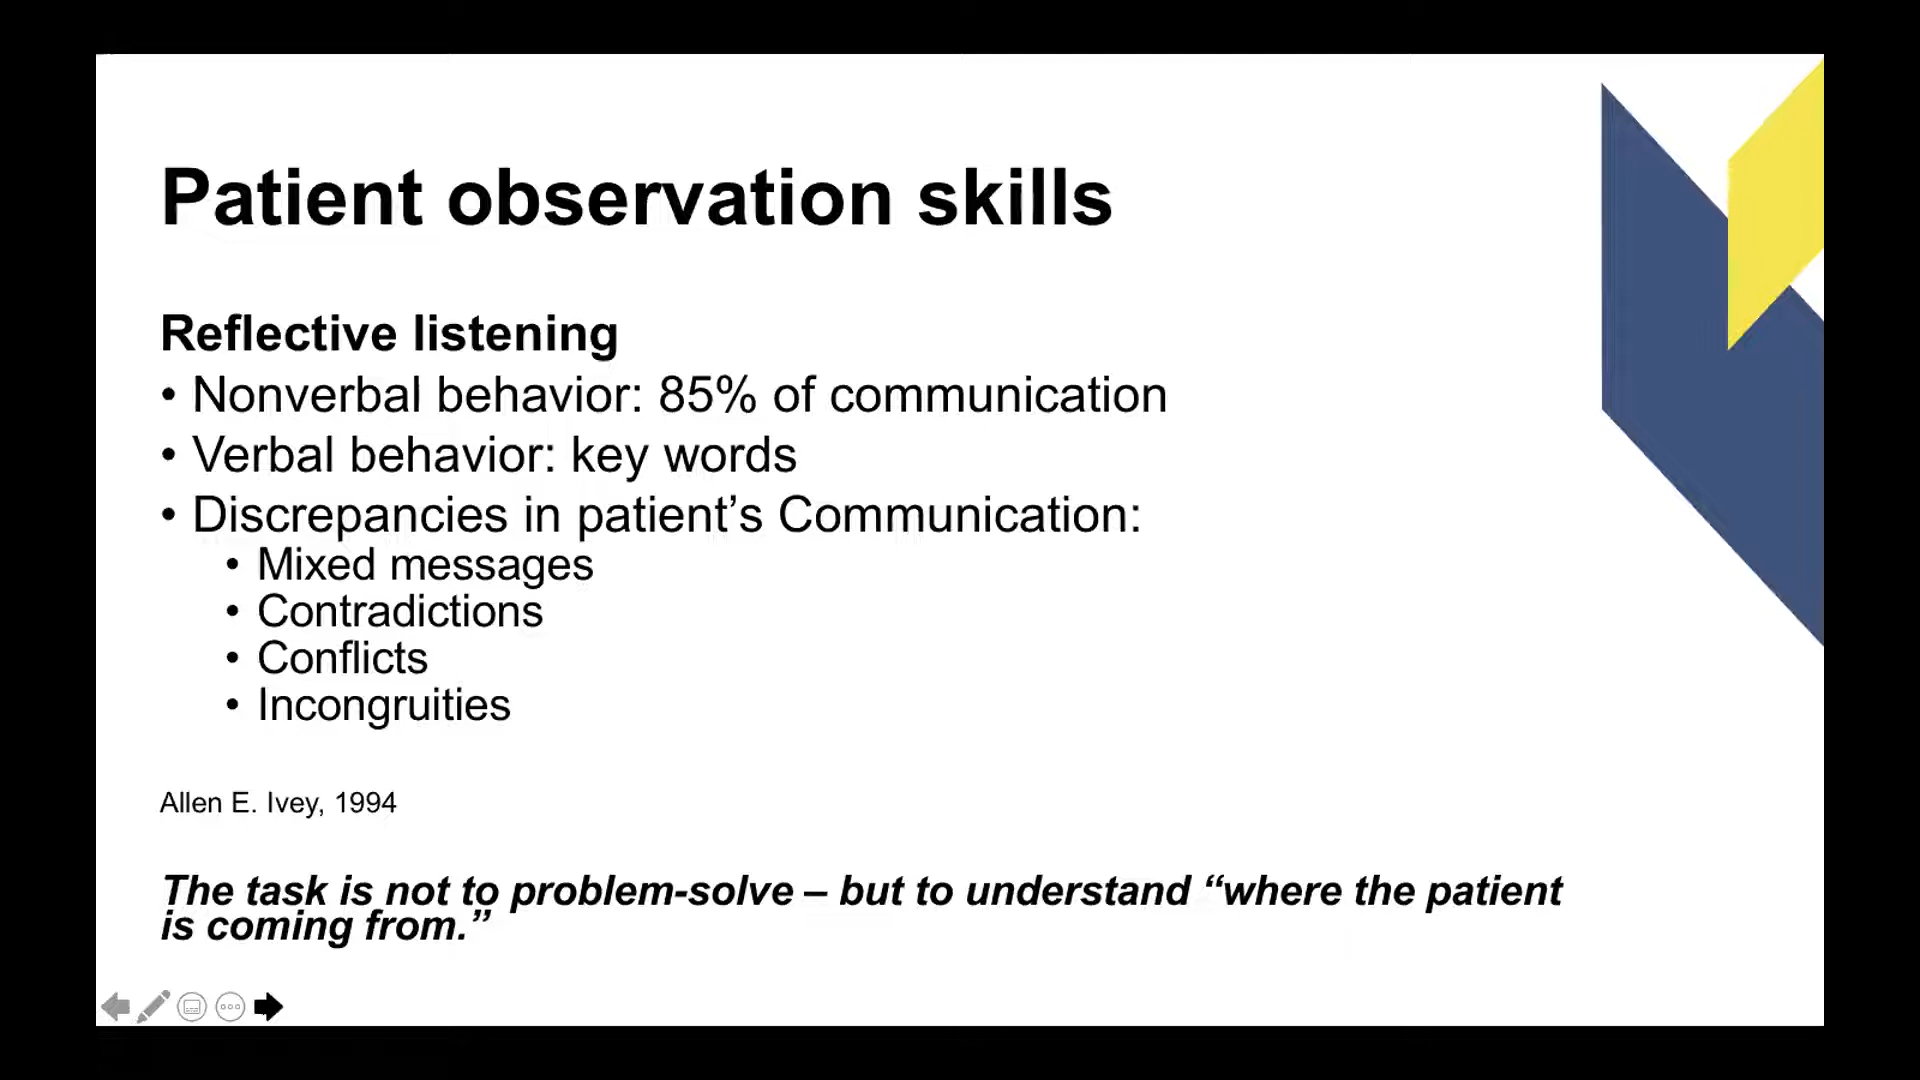 Patient observation skills
Reflective listening
• Nonverbal behavior: 85% of communication
• Verbal behavior: key words
• Discrepancies in patient’s Communication:
• Mixed messages
• Contradictions
• Conflicts
• Incongruities
Allen E. Ivey, 1994
The task is not to problem-solve – but to understand “where the patient
is coming from.”